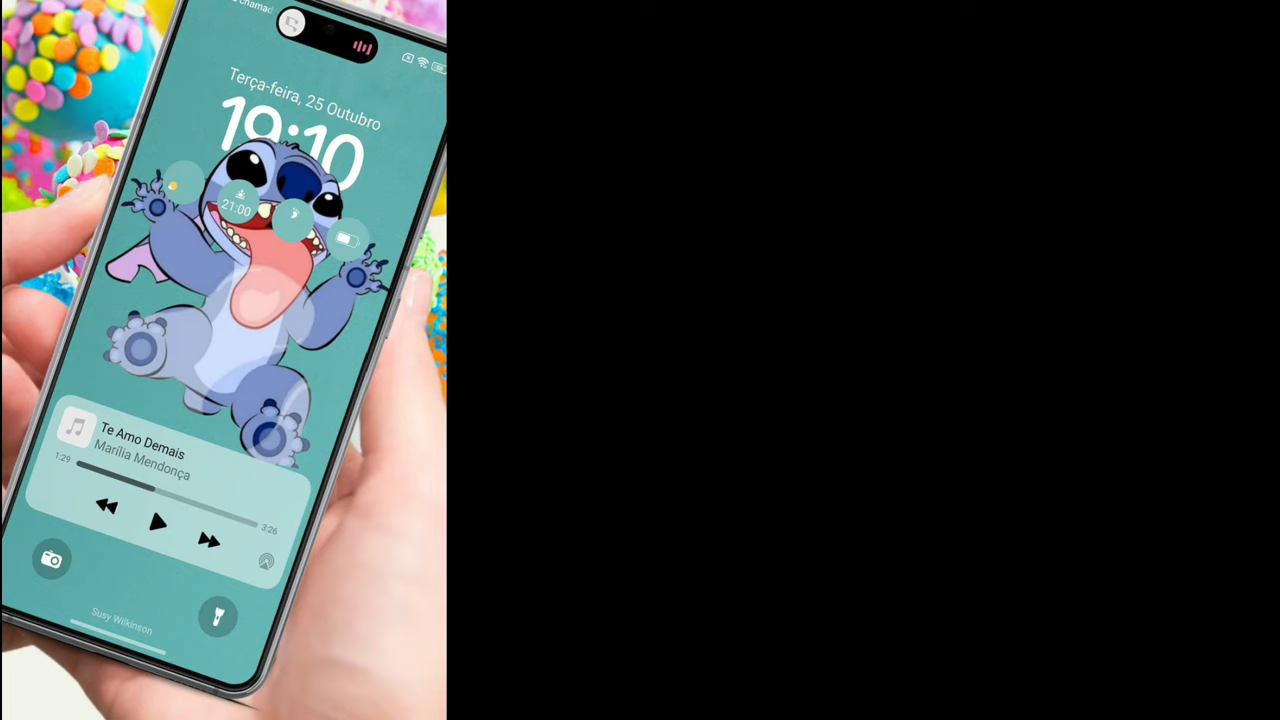 chamad
Terça-feira, 25 Outubro
19:10
21:00
Te Amo Demais
Marília Mendonça
1:29
3:26
Susy Wilkinson